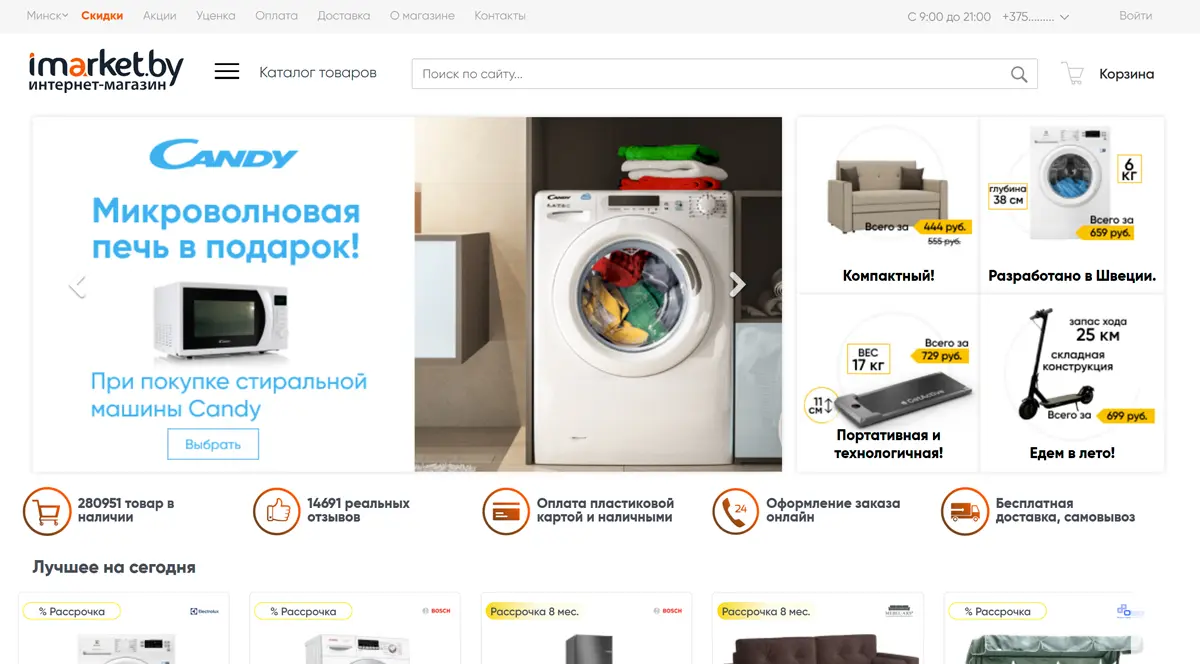 Минск
Скидки
Акции
Уценка
Оплата
Доставка
О магазине
Контакты
С 9:00 до 21:00
+375.........
Войти
imarket.by
интернет-магазин
Каталог товаров
Поиск по сайту...
Корзина
CANDY
Микроволновая
печь в подарок!
При покупке стиральной
машины Candy
Выбрать
CANDY
Всего за
444 руб.
555 руб.
Компактный!
6
кг
глубина
38 см
Всего за
659 руб.
Разработано в Швеции.
Всего за
729 руб.
ВЕС
17 кг
11
см
GetActive
Портативная и
технологичная!
запас хода
25 км
складная
конструкция
Всего за
699 руб.
Едем в лето!
280951 товар в
наличии
14691 реальных
отзывов
Оплата пластиковой
картой и наличными
24
Оформление заказа
онлайн
Бесплатная
доставка, самовывоз
Лучшее на сегодня
% Рассрочка
Electrolux
% Рассрочка
BOSCH
Рассрочка 8 мес.
BOSCH
Рассрочка 8 мес.
% Рассрочка